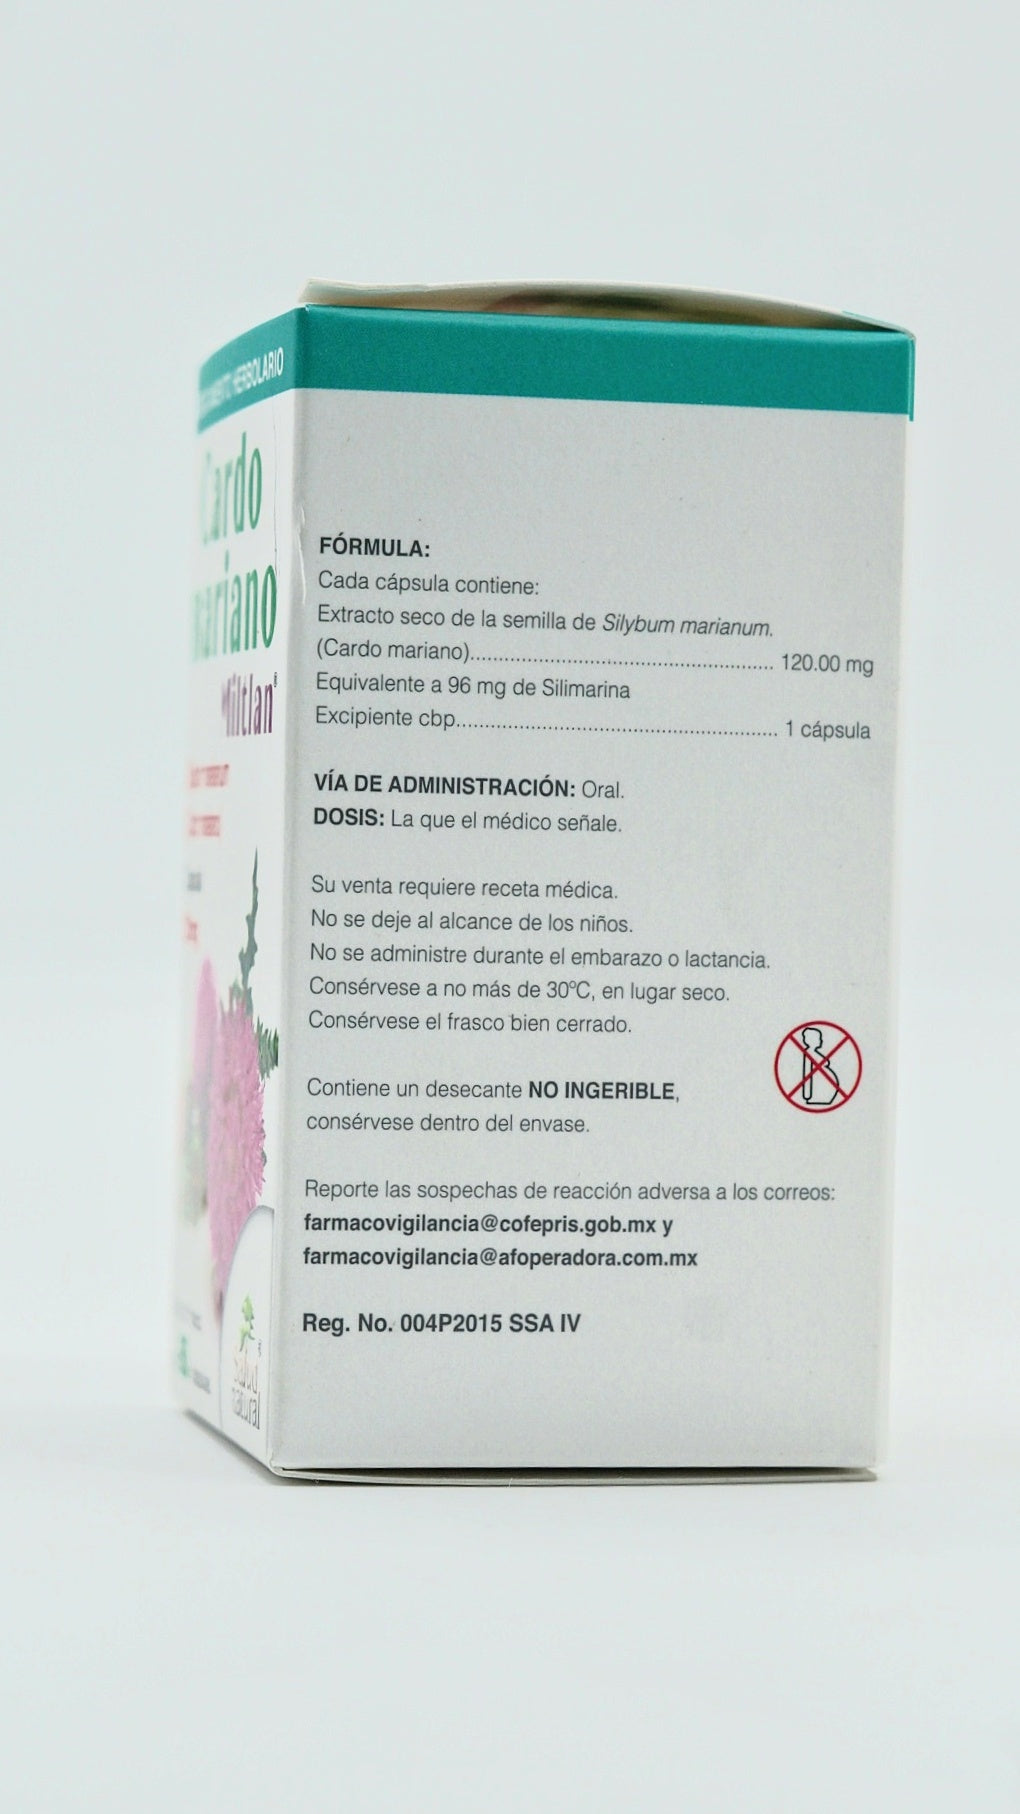 HERBOLARIO
Cardo
mariano
Miltlan®
Salud
natural
FÓRMULA:
Cada cápsula contiene:
Extracto seco de la semilla de Silybum marianum.
(Cardo mariano)............................................... 120.00 mg
Equivalente a 96 mg de Silimarina
Excipiente cbp.................................................. 1 cápsula
VÍA DE ADMINISTRACIÓN: Oral.
DOSIS: La que el médico señale.
Su venta requiere receta médica.
No se deje al alcance de los niños.
No se administre durante el embarazo o lactancia.
Consérvese a no más de 30ºC, en lugar seco.
Consérvese el frasco bien cerrado.
Contiene un desecante NO INGERIBLE,
consérvese dentro del envase.
Reporte las sospechas de reacción adversa a los correos:
farmacovigilancia@cofepris.gob.mx y
farmacovigilancia@afoperadora.com.mx
Reg. No. 004P2015 SSA IV